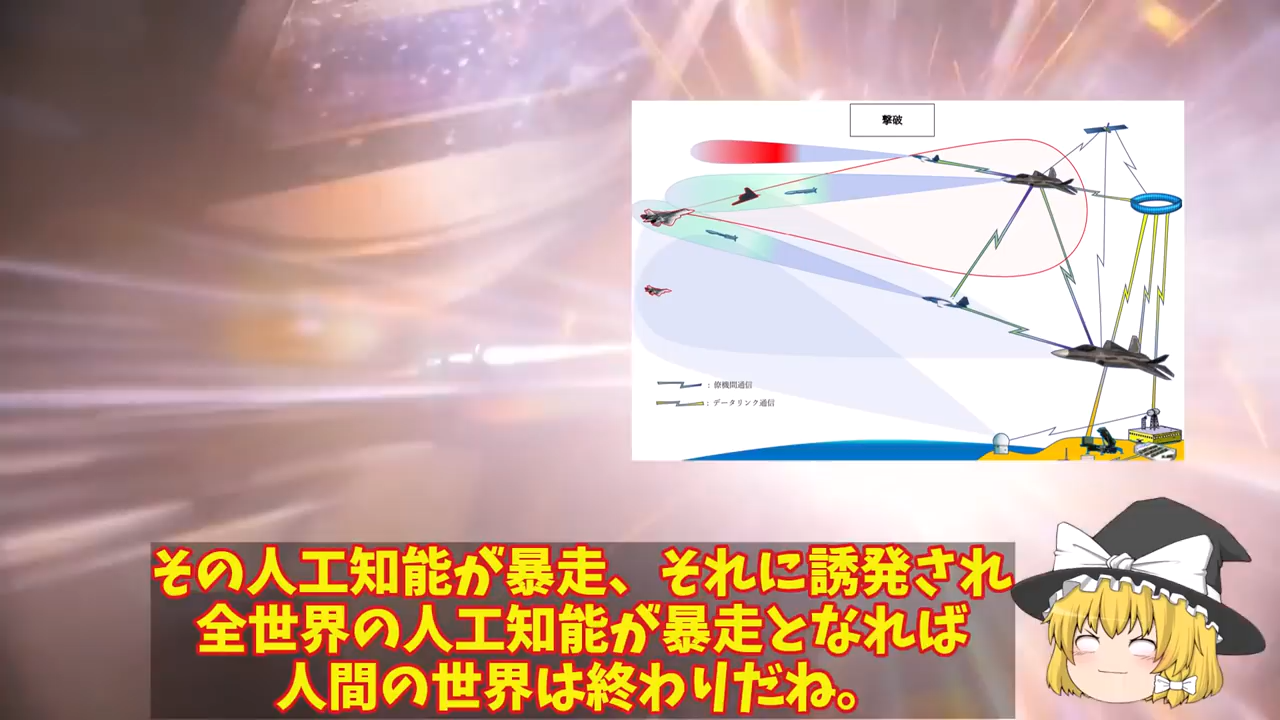 撃破
：僚機間通信
：データリンク通信
その人工知能が暴走、それに誘発され
全世界の人工知能が暴走となれば
人間の世界は終わりだね。